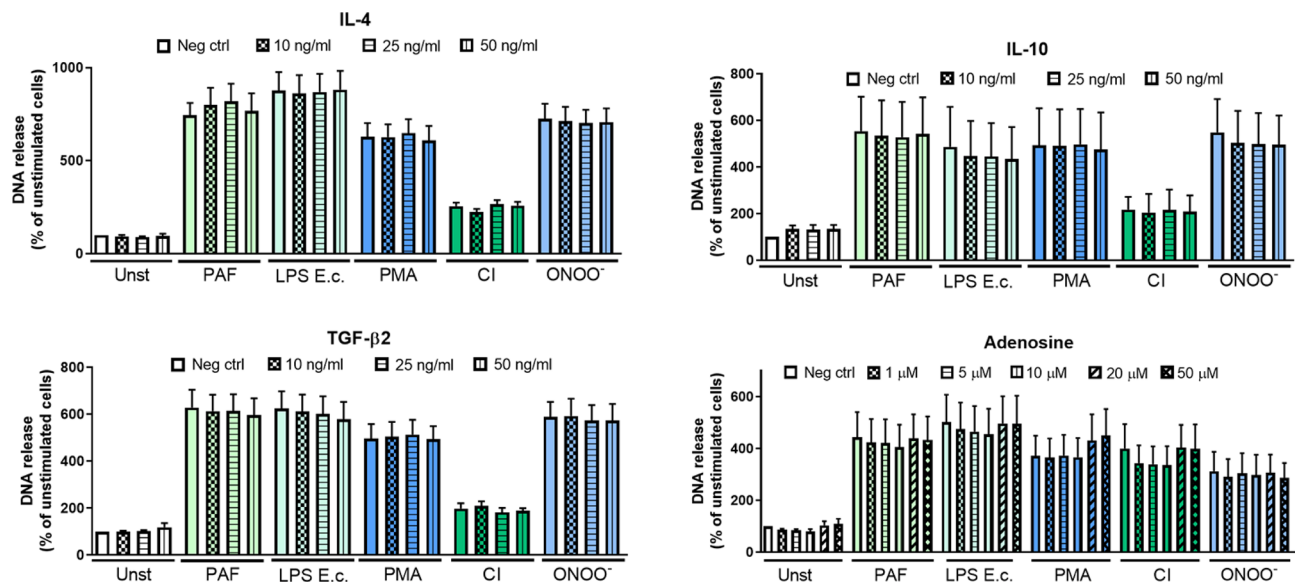 IL-4
Neg ctrl 10 ng/ml 25 ng/ml 50 ng/ml
1000
500
0
DNA release
(% of unstimulated cells)
Unst PAF LPS E.c. PMA CI ONOO⁻
IL-10
Neg ctrl 10 ng/ml 25 ng/ml 50 ng/ml
800
600
400
200
0
DNA release
(% of unstimulated cells)
Unst PAF LPS E.c. PMA CI ONOO⁻
TGF-β2
Neg ctrl 10 ng/ml 25 ng/ml 50 ng/ml
800
600
400
200
0
DNA release
(% of unstimulated cells)
Unst PAF LPS E.c. PMA CI ONOO⁻
Adenosine
Neg ctrl 1 μM 5 μM 10 μM 20 μM 50 μM
600
400
200
0
DNA release
(% of unstimulated cells)
Unst PAF LPS E.c. PMA CI ONOO⁻